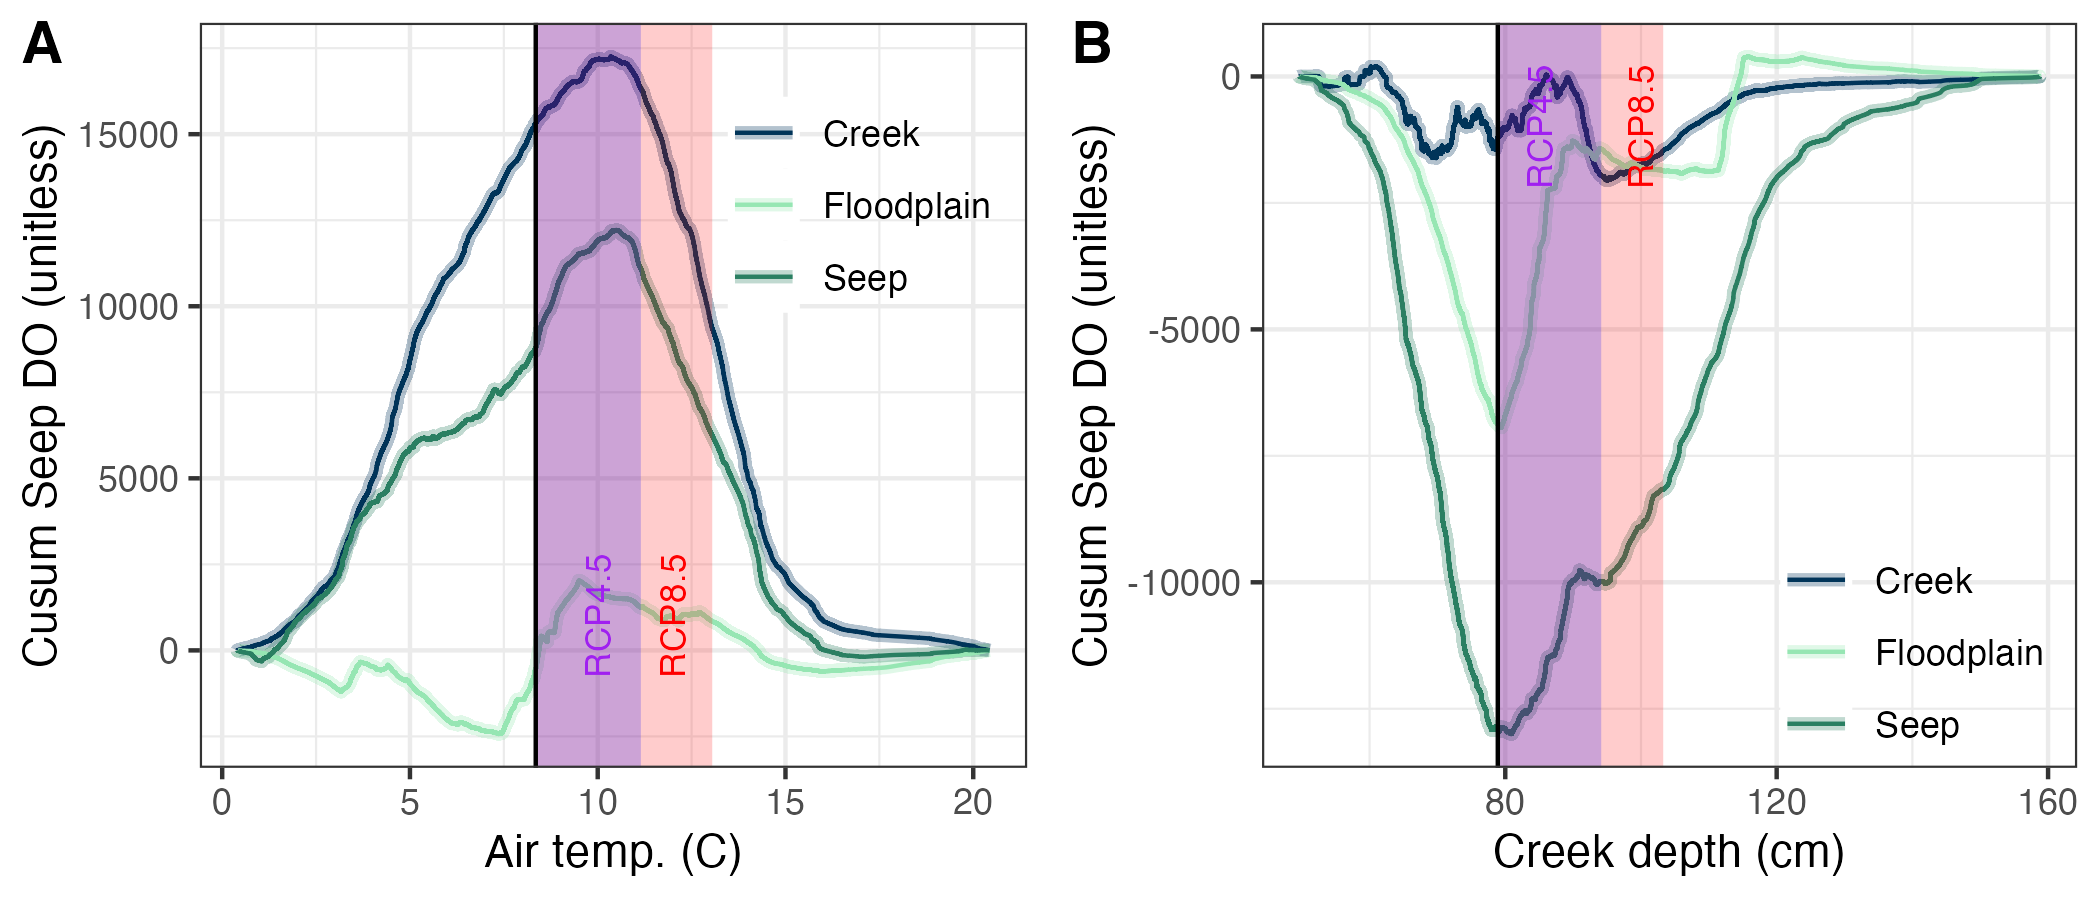 A
Cusum Seep DO (unitless)
15000
10000
5000
0
Creek
Floodplain
Seep
RCP4.5
RCP8.5
0 5 10 15 20
Air temp. (C)
B
Cusum Seep DO (unitless)
0
-5000
-10000
RCP4.5
RCP8.5
Creek
Floodplain
Seep
80 120 160
Creek depth (cm)